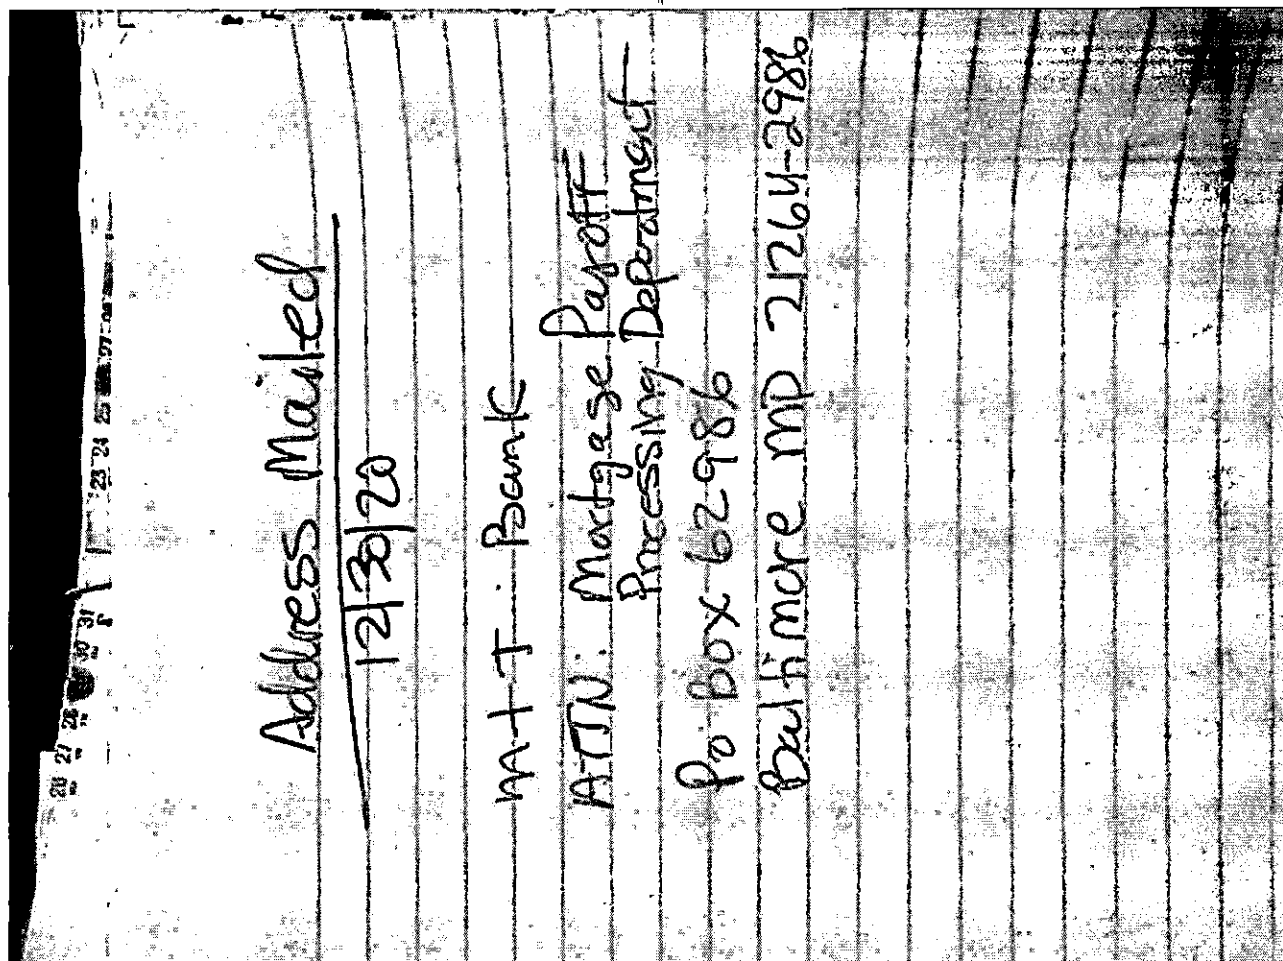 Address Mailed
12/30/20
M+T Bank
ATTN: Mortgage Payoff
Processing Department
Po Box 62986
Baltimore MD 21264-2986